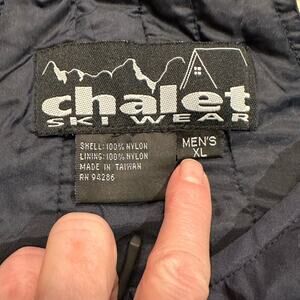 chalet
SKI WEAR
SHELL: 100% NYLON
LINING: 100% NYLON
MADE IN TAIWAN
RN 94286
MEN'S
XL